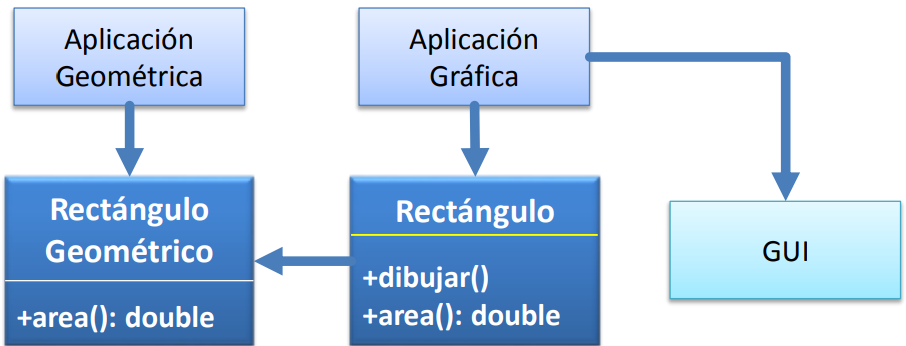 Aplicación
Geométrica
Aplicación
Gráfica
Rectángulo
Geométrico
+area(): double
Rectángulo
+dibujar()
+area(): double
GUI